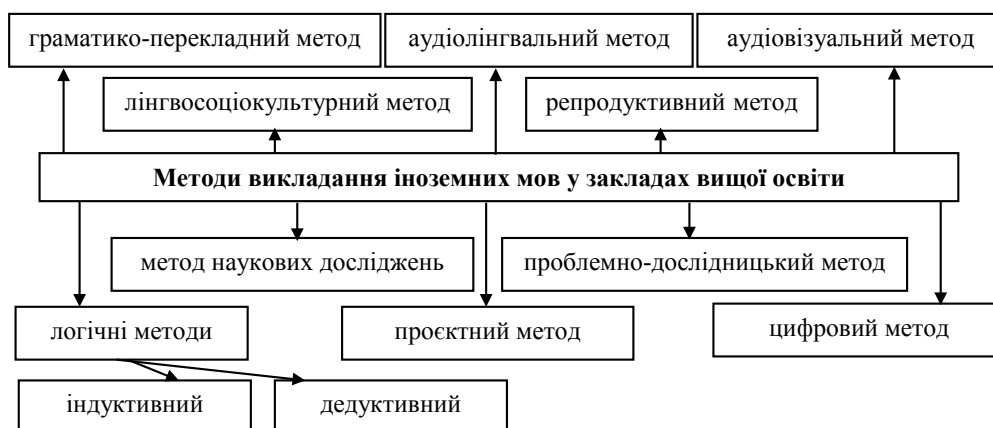 граматико-перекладний метод
аудіолінгвальний метод
аудіовізуальний метод
лінгвосоціокультурний метод
репродуктивний метод
Методи викладання іноземних мов у закладах вищої освіти
метод наукових досліджень
проблемно-дослідницький метод
логічні методи
проєктний метод
цифровий метод
індуктивний
дедуктивний